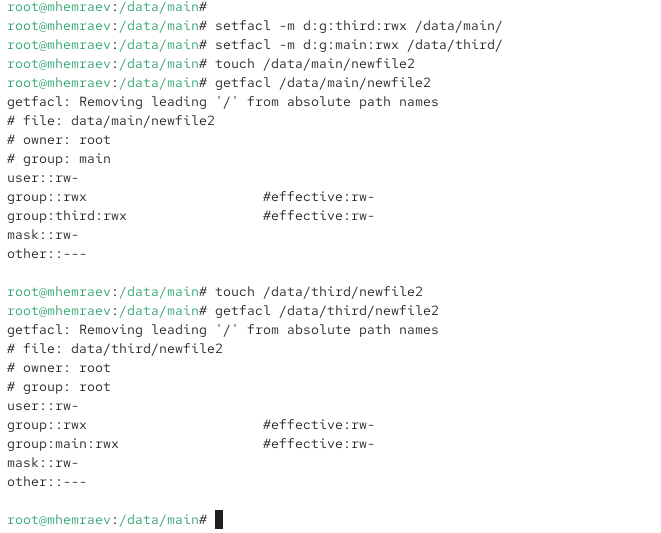 root@mhemraev:/data/main#
root@mhemraev:/data/main# setfacl -m d:g:third:rwx /data/main/
root@mhemraev:/data/main# setfacl -m d:g:main:rwx /data/third/
root@mhemraev:/data/main# touch /data/main/newfile2
root@mhemraev:/data/main# getfacl /data/main/newfile2
getfacl: Removing leading '/' from absolute path names
# file: data/main/newfile2
# owner: root
# group: main
user::rw-
group::rwx                      #effective:rw-
group:third:rwx                 #effective:rw-
mask::rw-
other::---
root@mhemraev:/data/main# touch /data/third/newfile2
root@mhemraev:/data/main# getfacl /data/third/newfile2
getfacl: Removing leading '/' from absolute path names
# file: data/third/newfile2
# owner: root
# group: root
user::rw-
group::rwx                      #effective:rw-
group:main:rwx                  #effective:rw-
mask::rw-
other::---
root@mhemraev:/data/main#